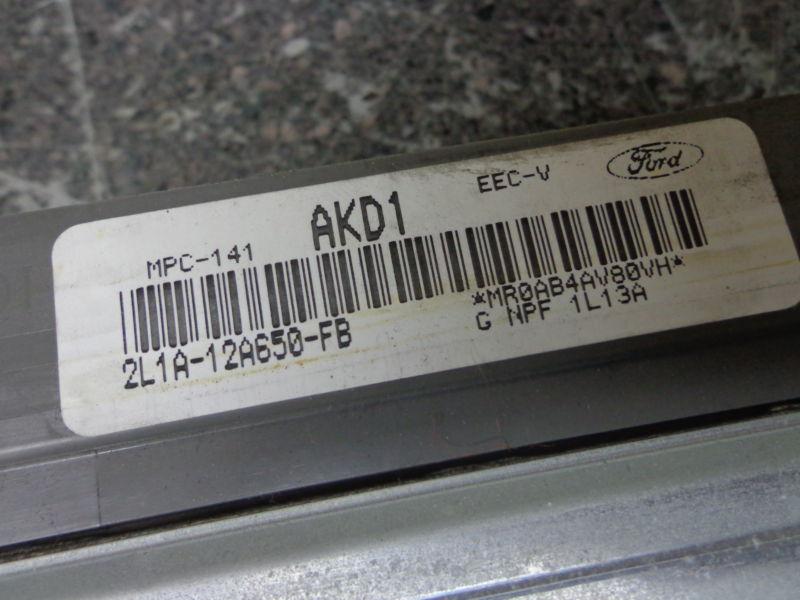 EEC-V
Ford
AKD1
MPC-141
*MR0AB4AV80VH*
2L1A-12A650-FB
G NPF 1L13A